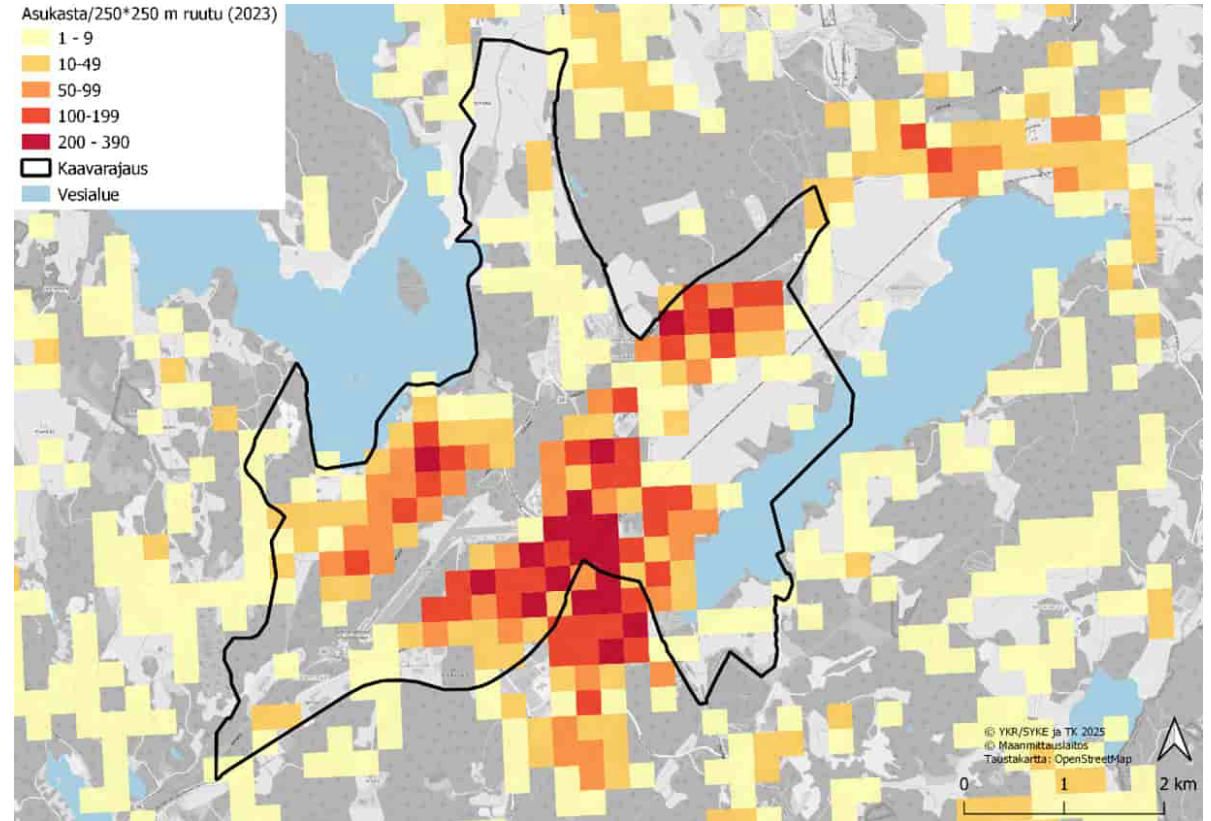 Asukasta/250*250 m ruutu (2023)
1 - 9
10-49
50-99
100-199
200 - 390
Kaavarajaus
Vesialue
© YKR/SYKE ja TK 2025
© Maanmittauslaitos
Taustakartta: OpenStreetMap
0 1 2 km